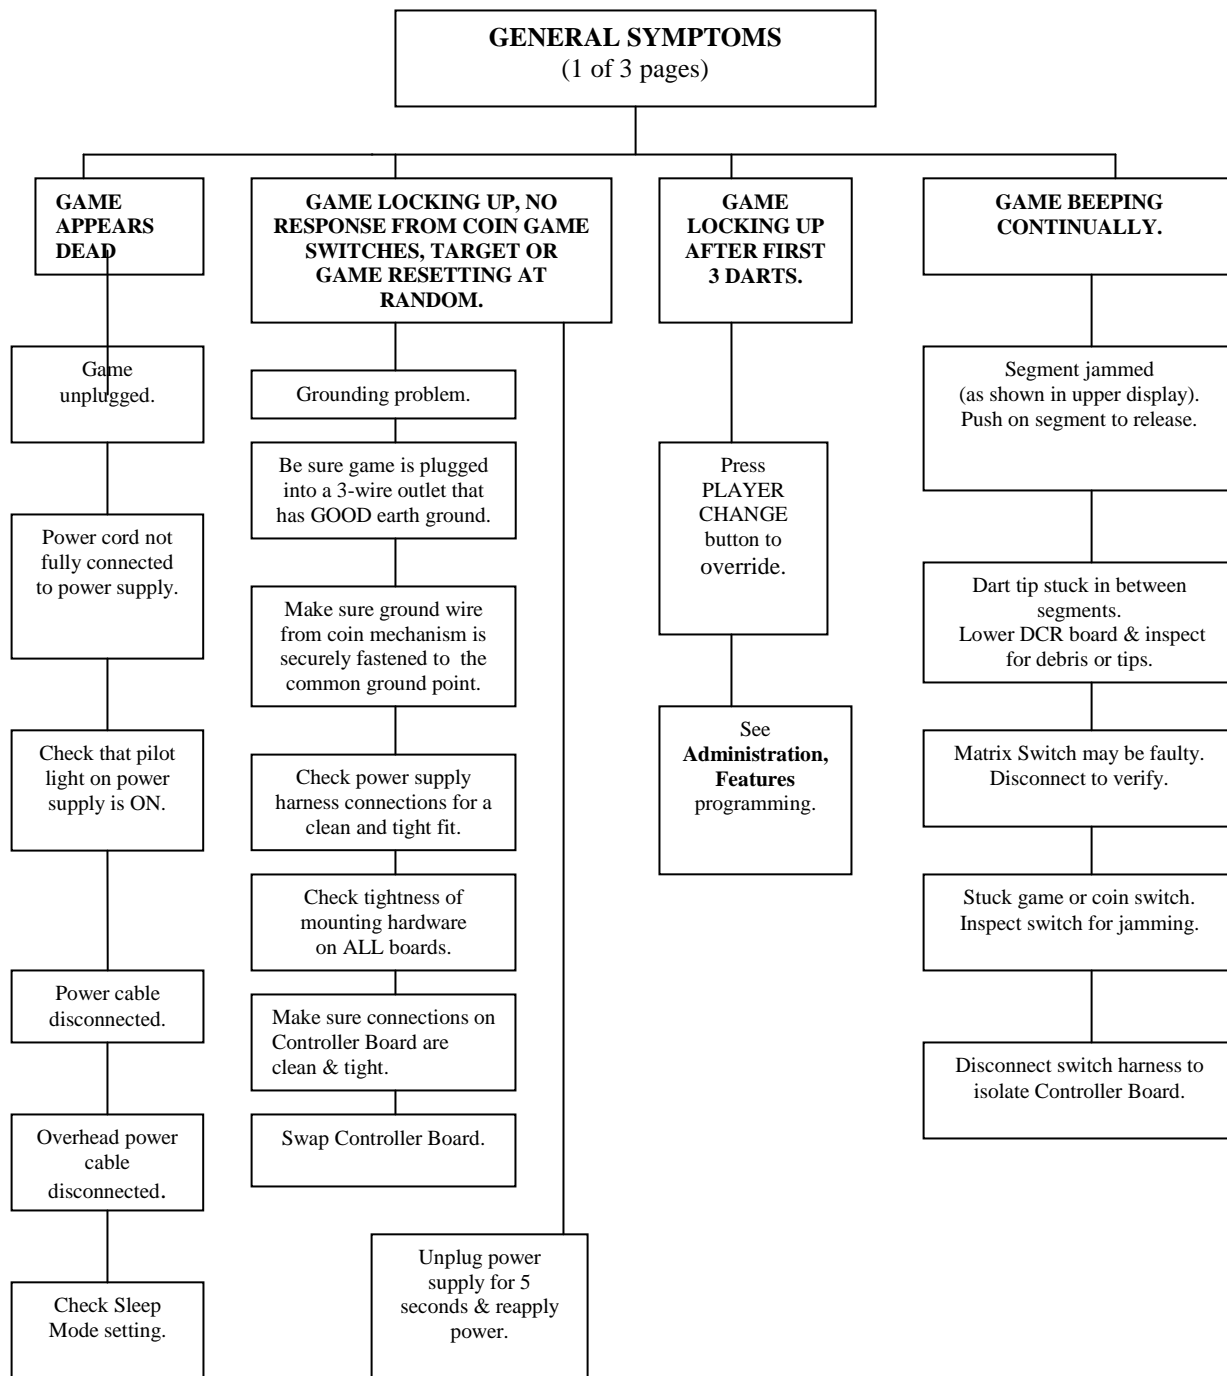 GENERAL SYMPTOMS
(1 of 3 pages)
GAME
APPEARS
DEAD
Game
unplugged.
Power cord not
fully connected
to power supply.
Check that pilot
light on power
supply is ON.
Power cable
disconnected.
Overhead power
cable
disconnected.
Check Sleep
Mode setting.
GAME LOCKING UP, NO
RESPONSE FROM COIN GAME
SWITCHES, TARGET OR
GAME RESETTING AT
RANDOM.
Grounding problem.
Be sure game is plugged
into a 3-wire outlet that
has GOOD earth ground.
Make sure ground wire
from coin mechanism is
securely fastened to the
common ground point.
Check power supply
harness connections for a
clean and tight fit.
Check tightness of
mounting hardware
on ALL boards.
Make sure connections on
Controller Board are
clean & tight.
Swap Controller Board.
Unplug power
supply for 5
seconds & reapply
power.
GAME
LOCKING UP
AFTER FIRST
3 DARTS.
Press
PLAYER
CHANGE
button to
override.
See
Administration,
Features
programming.
GAME BEEPING
CONTINUALLY.
Segment jammed
(as shown in upper display).
Push on segment to release.
Dart tip stuck in between
segments.
Lower DCR board & inspect
for debris or tips.
Matrix Switch may be faulty.
Disconnect to verify.
Stuck game or coin switch.
Inspect switch for jamming.
Disconnect switch harness to
isolate Controller Board.